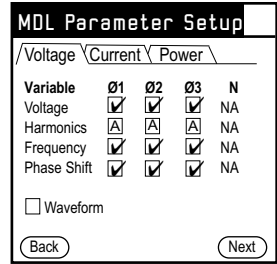 MDL Parameter Setup
Voltage Current Power
Variable Ø1 Ø2 Ø3 N
Voltage NA
Harmonics A A A NA
Frequency NA
Phase Shift NA
Waveform
Back Next